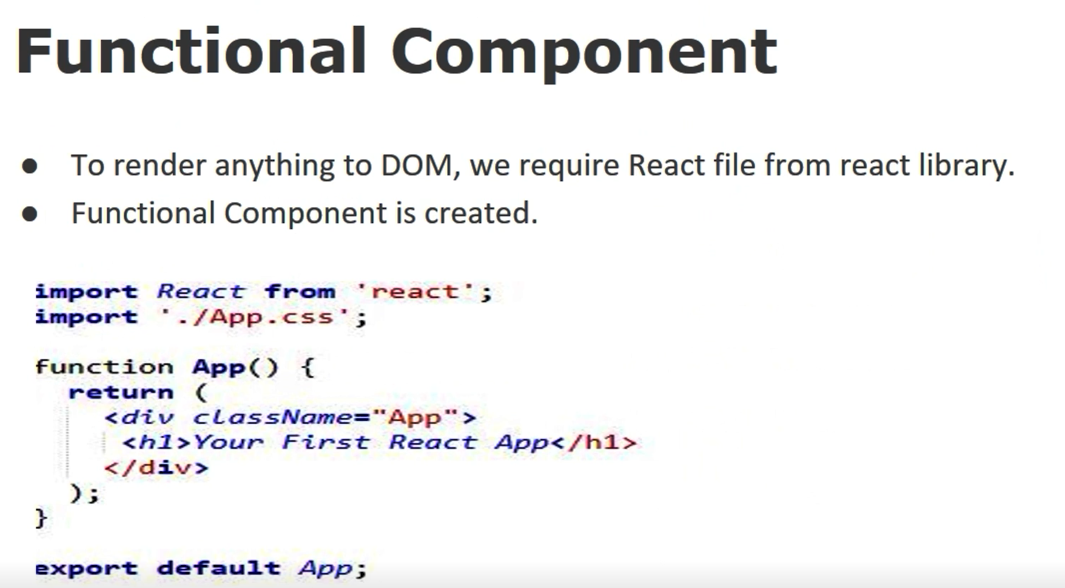 Functional Component
● To render anything to DOM, we require React file from react library.
● Functional Component is created.
import React from 'react';
import './App.css';
function App() {
return (
<div className="App">
<h1>Your First React App</h1>
</div>
);
}
export default App;